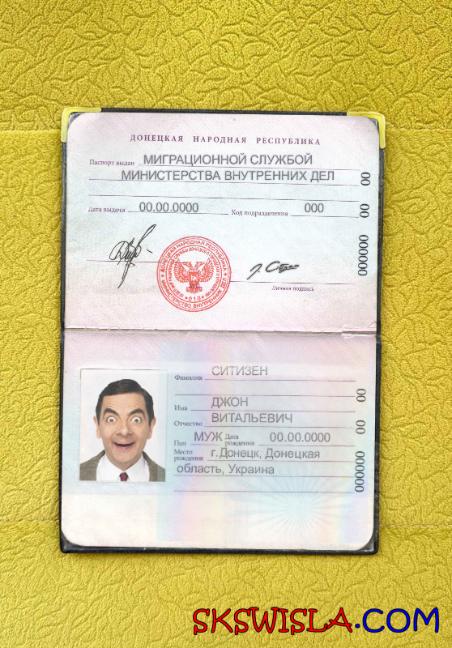 ДОНЕЦКАЯ НАРОДНАЯ РЕСПУБЛИКА
Паспорт выдан МИГРАЦИОННОЙ СЛУЖБОЙ
МИНИСТЕРСТВА ВНУТРЕННИХ ДЕЛ
Дата выдачи 00.00.0000 Код подразделения 000
00 00 000000
Личная подпись
Фамилия СИТИЗЕН
Имя ДЖОН
Отчество ВИТАЛЬЕВИЧ
Пол МУЖ Дата рождения 00.00.0000
Место рождения г.Донецк, Донецкая
область, Украина
00 00 000000
SKSWISLA.COM